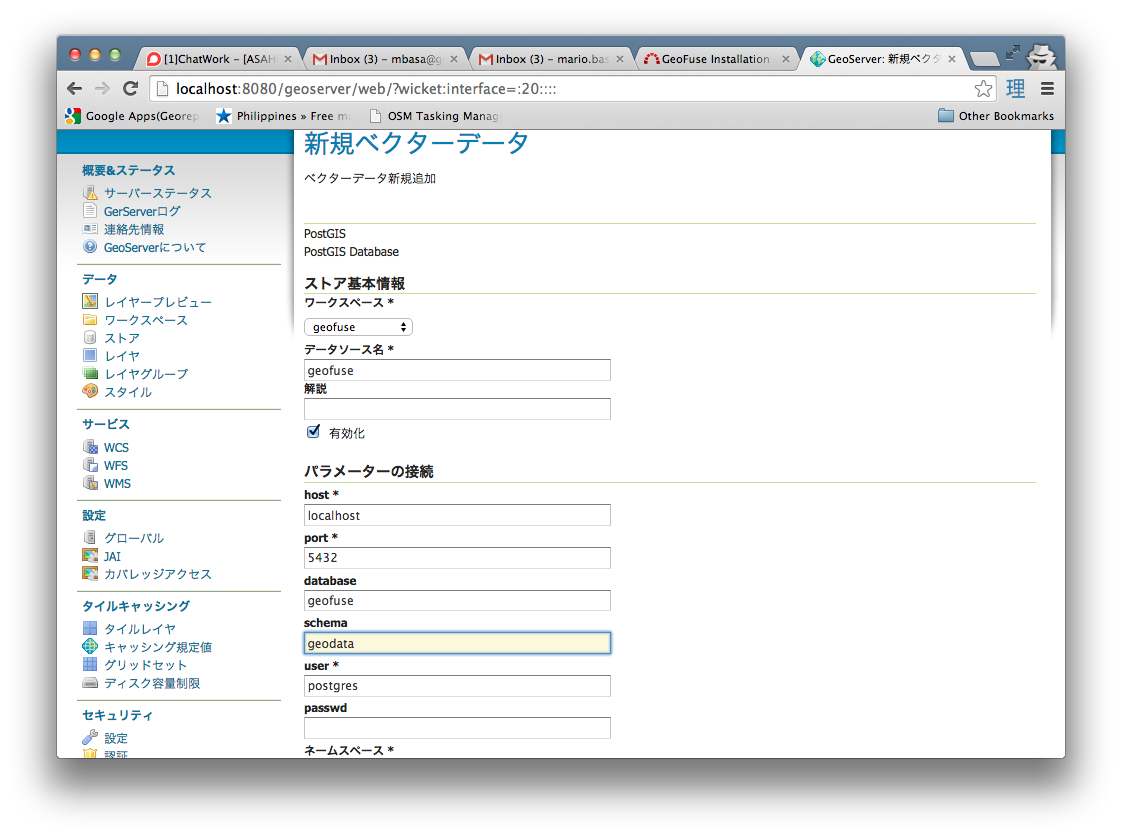 [1]ChatWork – [ASAH
Inbox (3) – mbasa@g
Inbox (3) – mario.bas
GeoFuse Installation
GeoServer: 新規ベクタ
localhost:8080/geoserver/web/?wicket:interface=:20::::
理
Google Apps(Georep
Philippines » Free m
OSM Tasking Manag
Other Bookmarks
概要&ステータス
サーバーステータス
GerServerログ
連絡先情報
GeoServerについて
データ
レイヤープレビュー
ワークスペース
ストア
レイヤ
レイヤグループ
スタイル
サービス
WCS
WFS
WMS
設定
グローバル
JAI
カバレッジアクセス
タイルキャッシング
タイルレイヤ
キャッシング規定値
グリッドセット
ディスク容量制限
セキュリティ
設定
認証
新規ベクターデータ
ベクターデータ新規追加
PostGIS
PostGIS Database
ストア基本情報
ワークスペース *
geofuse
データソース名 *
geofuse
解説
有効化
パラメーターの接続
host *
localhost
port *
5432
database
geofuse
schema
geodata
user *
postgres
passwd
ネームスペース *